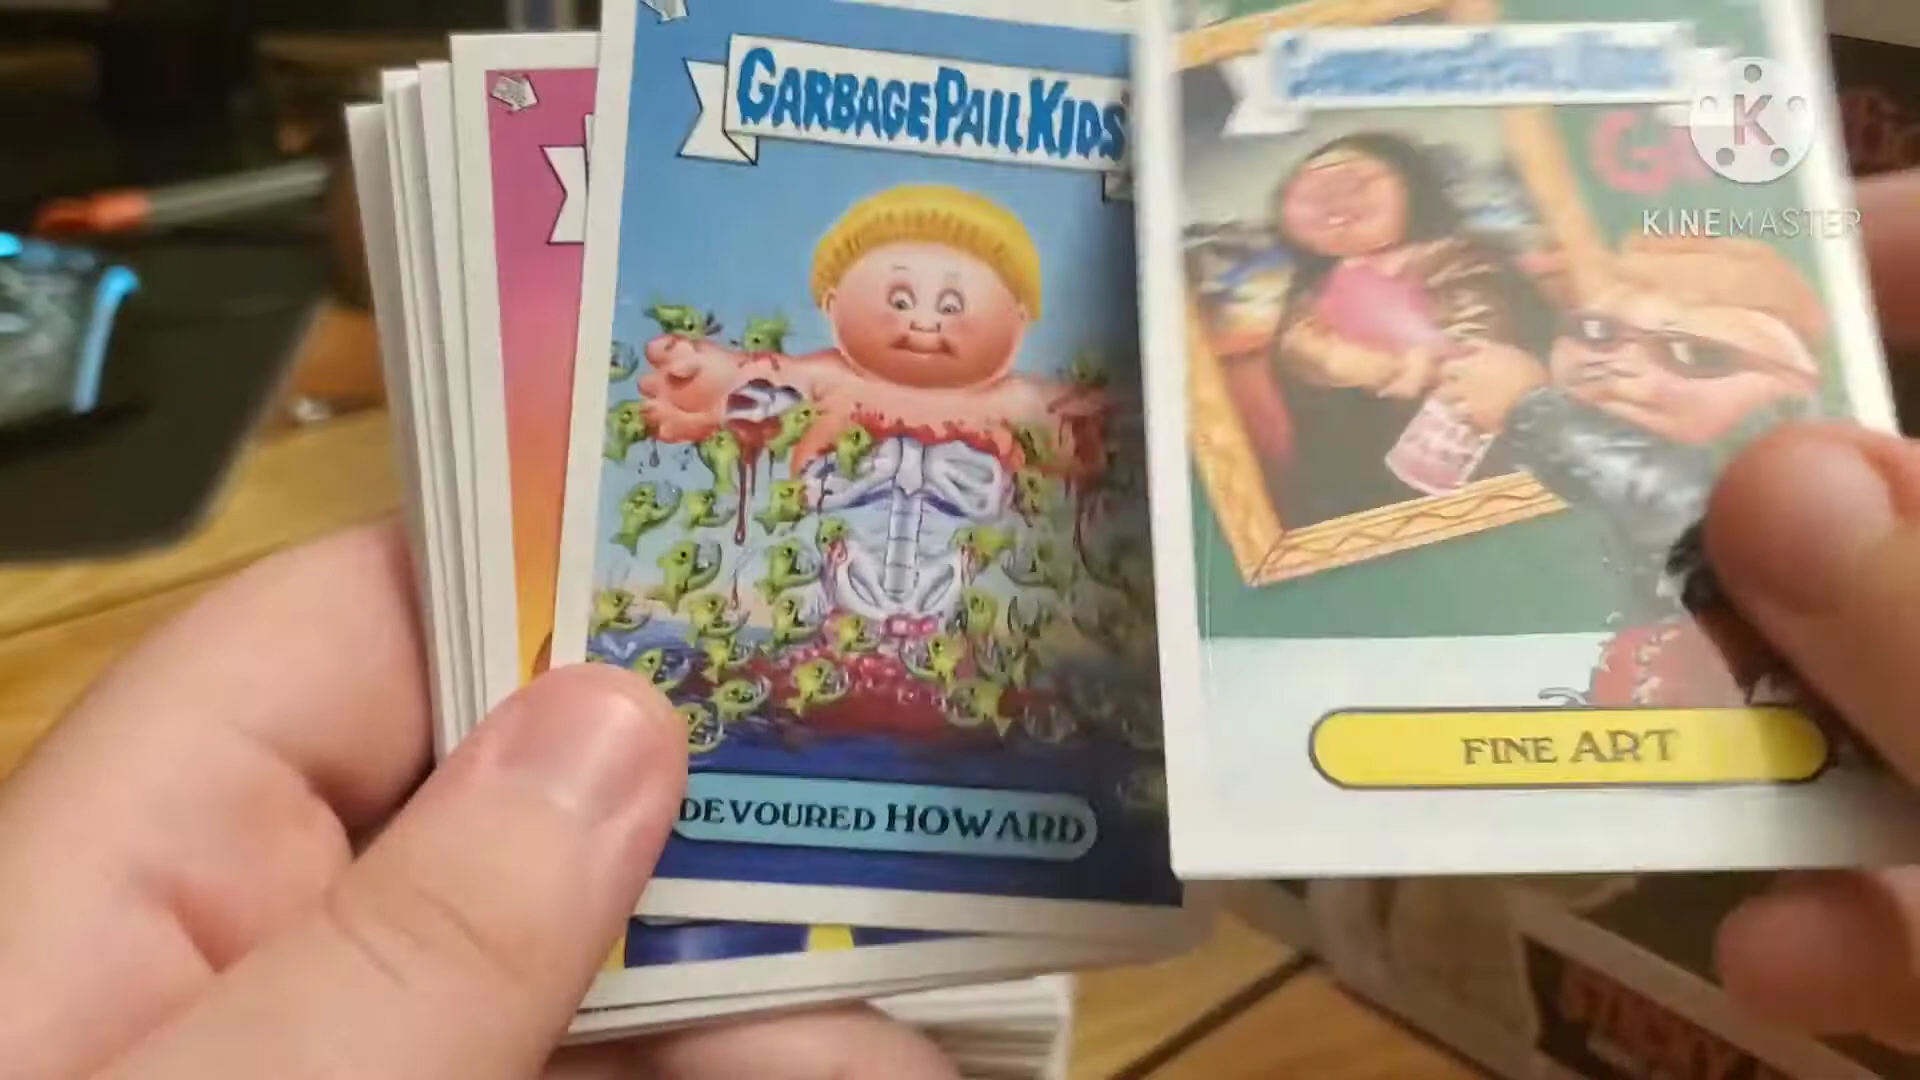 GARBAGE PAIL KIDS
K
KINEMASTER
FINE ART
DEVOURED HOWARD